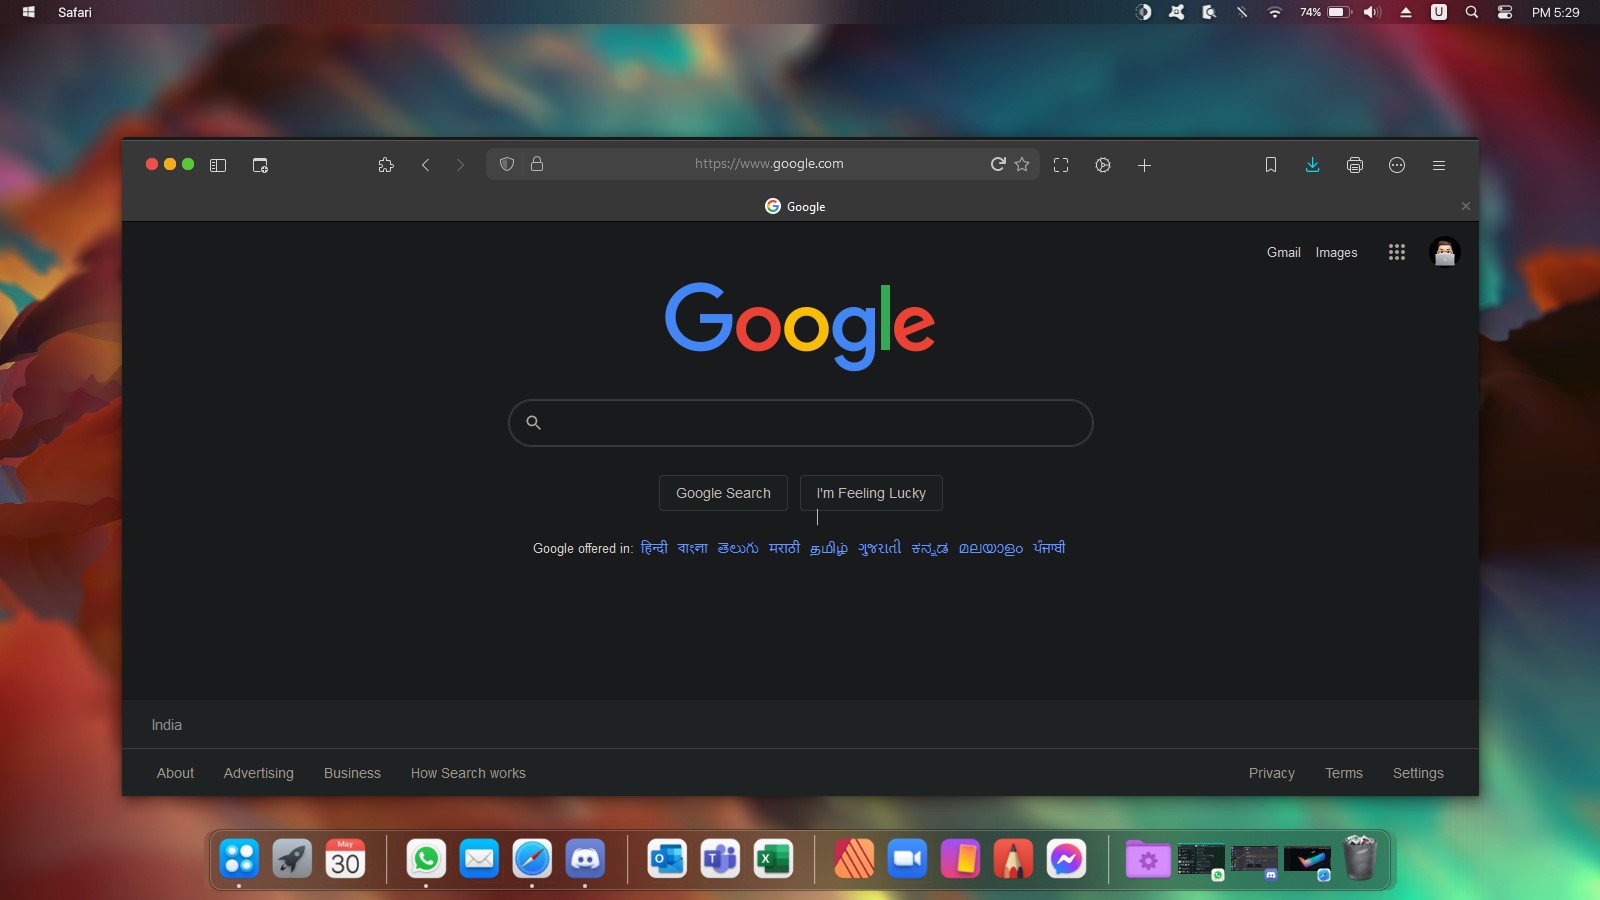 Safari
74%
U
PM 5:29
https://www.google.com
Google
Gmail Images
Google
Google Search
I'm Feeling Lucky
Google offered in: हिन्दी বাংলা తెలుగు मराठी தமிழ் ગુજરાતી ಕನ್ನಡ മലയാളം ਪੰਜਾਬੀ
India
About Advertising Business How Search works Privacy Terms Settings
May
30